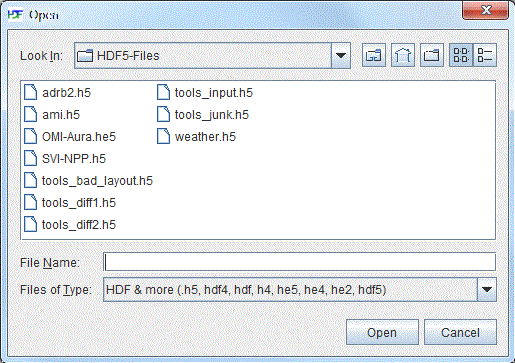 HDF Open
Look In: HDF5-Files
adrb2.h5
ami.h5
OMI-Aura.he5
SVI-NPP.h5
tools_bad_layout.h5
tools_diff1.h5
tools_diff2.h5
tools_input.h5
tools_junk.h5
weather.h5
File Name:
Files of Type: HDF & more (.h5, hdf4, hdf, h4, he5, he4, he2, hdf5)
Open Cancel